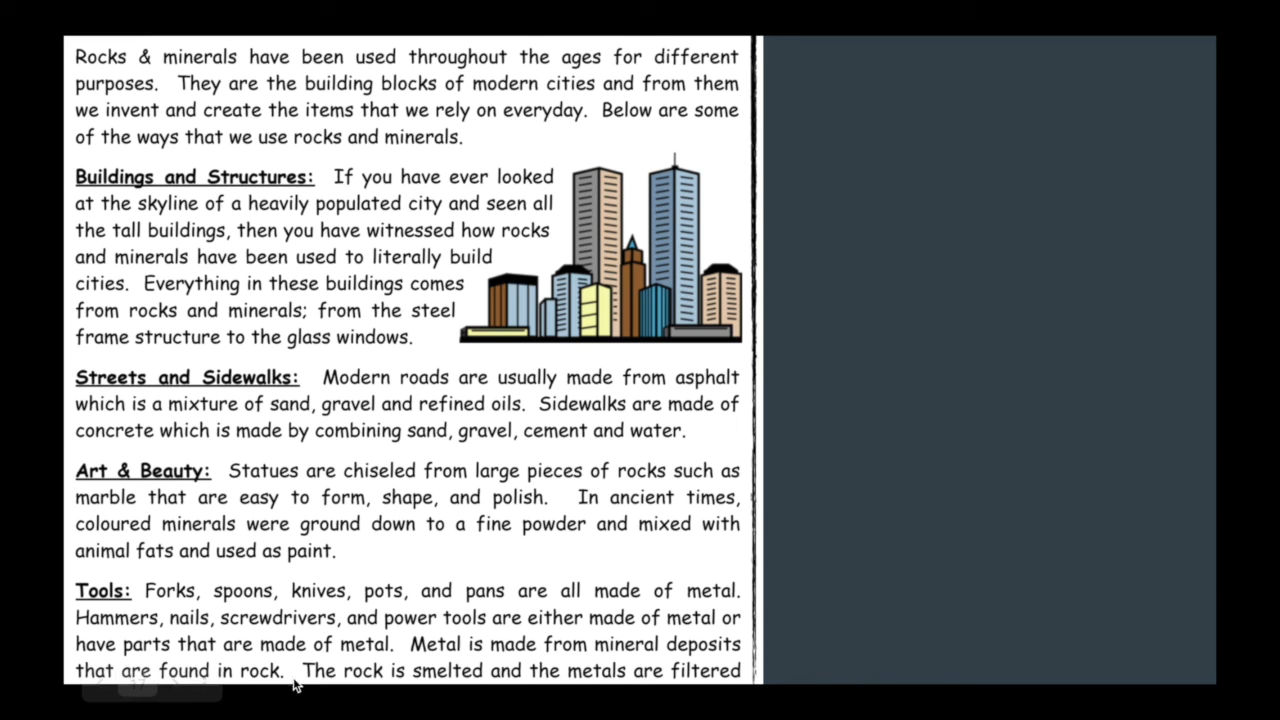 Rocks & minerals have been used throughout the ages for different
purposes. They are the building blocks of modern cities and from them
we invent and create the items that we rely on everyday. Below are some
of the ways that we use rocks and minerals.
Buildings and Structures: If you have ever looked
at the skyline of a heavily populated city and seen all
the tall buildings, then you have witnessed how rocks
and minerals have been used to literally build
cities. Everything in these buildings comes
from rocks and minerals; from the steel
frame structure to the glass windows.
Streets and Sidewalks: Modern roads are usually made from asphalt
which is a mixture of sand, gravel and refined oils. Sidewalks are made of
concrete which is made by combining sand, gravel, cement and water.
Art & Beauty: Statues are chiseled from large pieces of rocks such as
marble that are easy to form, shape, and polish. In ancient times,
coloured minerals were ground down to a fine powder and mixed with
animal fats and used as paint.
Tools: Forks, spoons, knives, pots, and pans are all made of metal.
Hammers, nails, screwdrivers, and power tools are either made of metal or
have parts that are made of metal. Metal is made from mineral deposits
that are found in rock. The rock is smelted and the metals are filtered
17